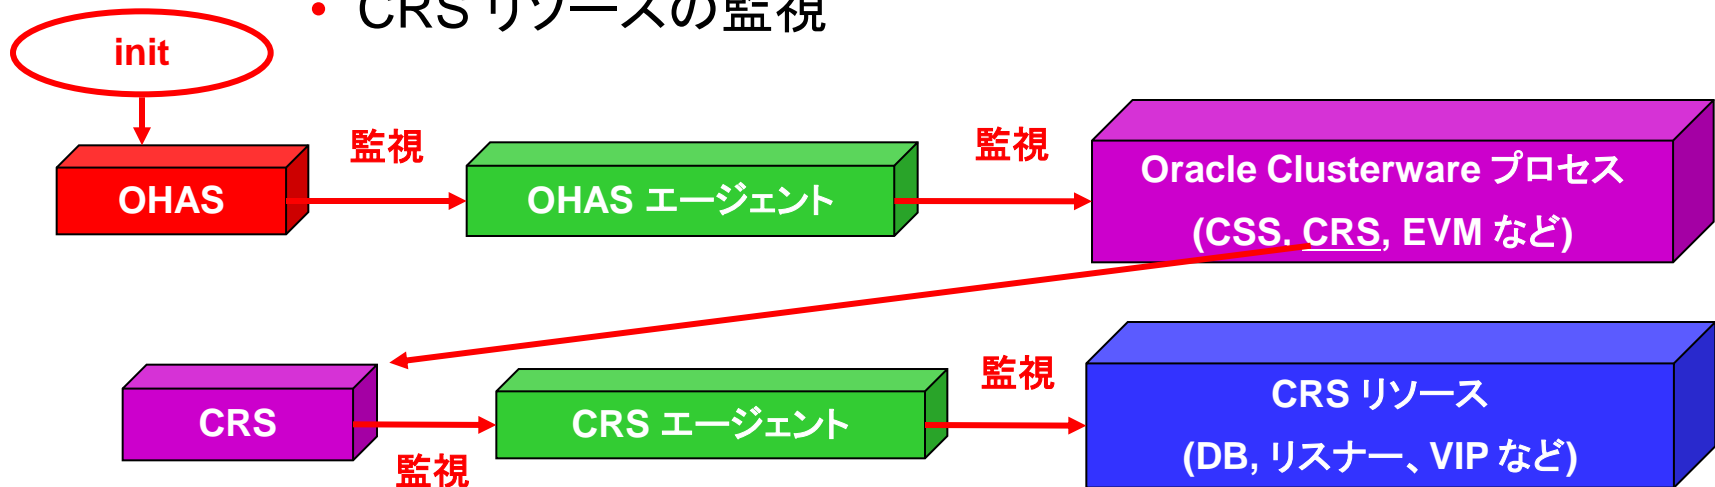 • CRS リソースの監視
init
監視
監視
OHAS
OHAS エージェント
Oracle Clusterware プロセス
(CSS, CRS, EVM など)
監視
CRS
CRS エージェント
CRS リソース
(DB, リスナー、VIP など)
監視